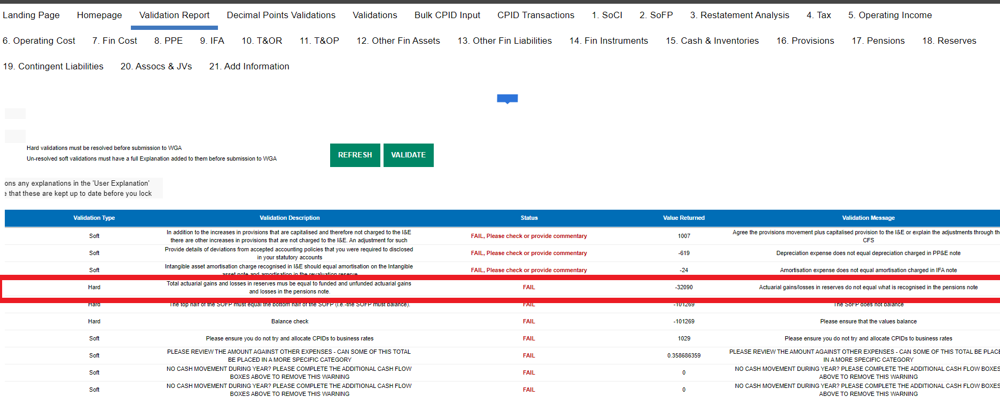 Landing Page Homepage Validation Report Decimal Points Validations Validations Bulk CPID Input CPID Transactions 1. SoCI 2. SoFP 3. Restatement Analysis 4. Tax 5. Operating Income
6. Operating Cost 7. Fin Cost 8. PPE 9. IFA 10. T&OR 11. T&OP 12. Other Fin Assets 13. Other Fin Liabilities 14. Fin Instruments 15. Cash & Inventories 16. Provisions 17. Pensions 18. Reserves
19. Contingent Liabilities 20. Assocs & JVs 21. Add Information
Hard validations must be resolved before submission to WGA
Un-resolved soft validations must have a full Explanation added to them before submission to WGA
REFRESH VALIDATE
ons any explanations in the 'User Explanation'
e that these are kept up to date before you lock
Validation Type Validation Description Status Value Returned Validation Message
Soft In addition to the increases in provisions that are capitalised and therefore not charged to the I&E FAIL, Please check or provide commentary 1007 Agree the provisions movement plus capitalised provision to the I&E or explain the adjustments through th
there are other increases in provisions that are not charged to the I&E. An adjustment for such CFS
Soft Provide details of deviations from accepted accounting policies that you were required to disclosed FAIL, Please check or provide commentary -619 Depreciation expense does not equal depreciation charged in PP&E note
in your statutory accounts
Soft Intangible asset amortisation charge recognised in I&E should equal amortisation on the Intangible FAIL, Please check or provide commentary -24 Amortisation expense does not equal amortisation charged in IFA note
asset note and amortisation in the revaluation reserve
Hard Total actuarial gains and losses in reserves mus be equal to funded and unfunded actuarial gains FAIL -32090 Actuarial gains/losses in reserves do not equal what is recognised in the pensions note
and losses in the pensions note.
Hard The top half of the SOFP must equal the bottom half of the SOFP (i.e.-the SOFP must balance). FAIL -101269 The SoFP does not balance
Hard Balance check FAIL -101269 Please ensure that the values balance
Soft Please ensure you do not try and allocate CPIDs to business rates FAIL 1029 Please ensure you do not try and allocate CPIDs to business rates
Soft PLEASE REVIEW THE AMOUNT AGAINST OTHER EXPENSES - CAN SOME OF THIS TOTAL FAIL 0.358686359 PLEASE REVIEW THE AMOUNT AGAINST OTHER EXPENSES - CAN SOME OF THIS TOTAL BE PLACE
BE PLACED IN A MORE SPECIFIC CATEGORY IN A MORE SPECIFIC CATEGORY
Soft NO CASH MOVEMENT DURING YEAR? PLEASE COMPLETE THE ADDITIONAL CASH FLOW FAIL 0 NO CASH MOVEMENT DURING YEAR? PLEASE COMPLETE THE ADDITIONAL CASH FLOW BOXES
BOXES ABOVE TO REMOVE THIS WARNING ABOVE TO REMOVE THIS WARNING
Soft NO CASH MOVEMENT DURING YEAR? PLEASE COMPLETE THE ADDITIONAL CASH FLOW FAIL 0 NO CASH MOVEMENT DURING YEAR? PLEASE COMPLETE THE ADDITIONAL CASH FLOW BOXES
BOXES ABOVE TO REMOVE THIS WARNING ABOVE TO REMOVE THIS WARNING